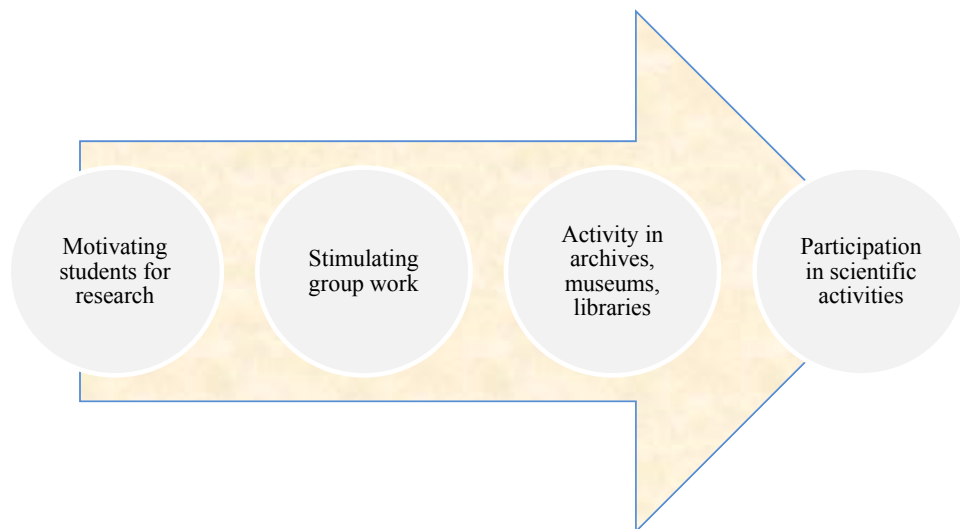 Motivating
students for
research
Stimulating
group work
Activity in
archives,
museums,
libraries
Participation
in scientific
activities